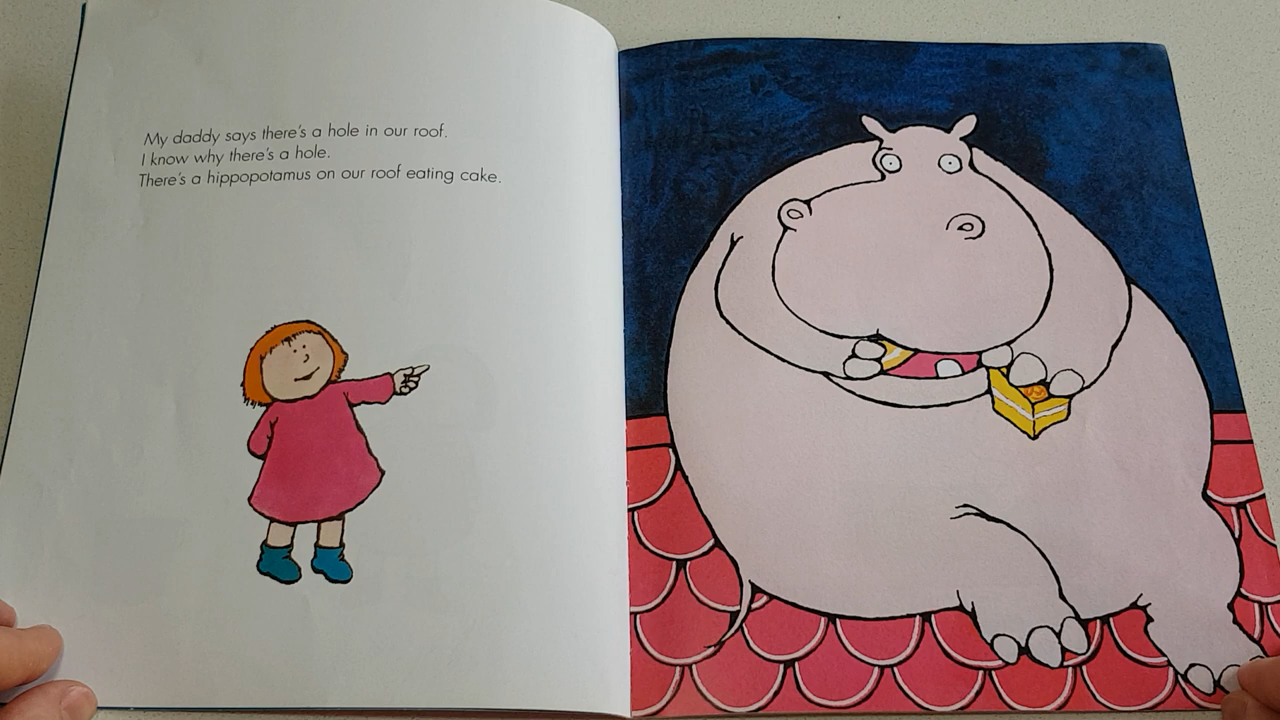 My daddy says there's a hole in our roof.
I know why there's a hole.
There's a hippopotamus on our roof eating cake.